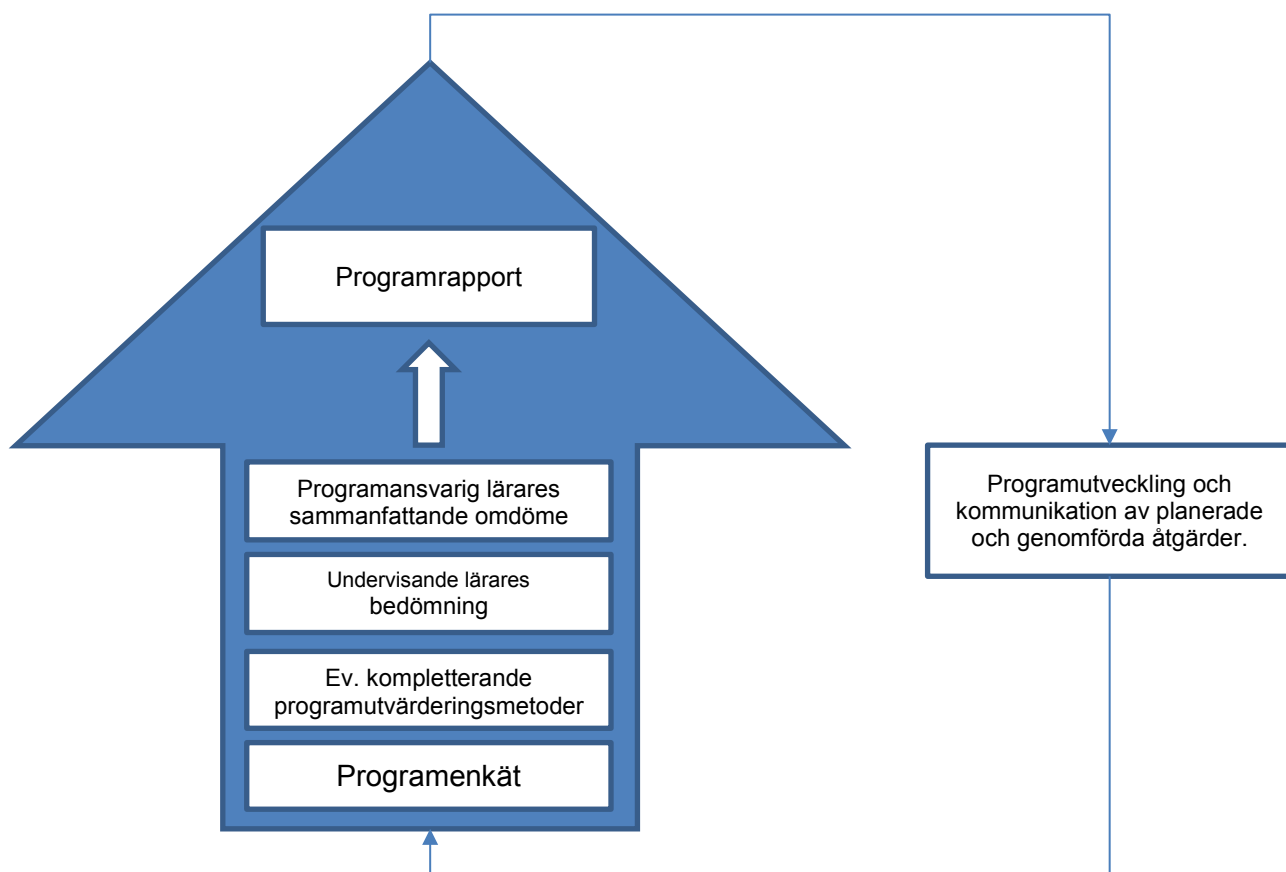 Programrapport
Programansvarig lärares
sammanfattande omdöme
Undervisande lärares
bedömning
Ev. kompletterande
programutvärderingsmetoder
Programenkät
Programutveckling och
kommunikation av planerade
och genomförda åtgärder.